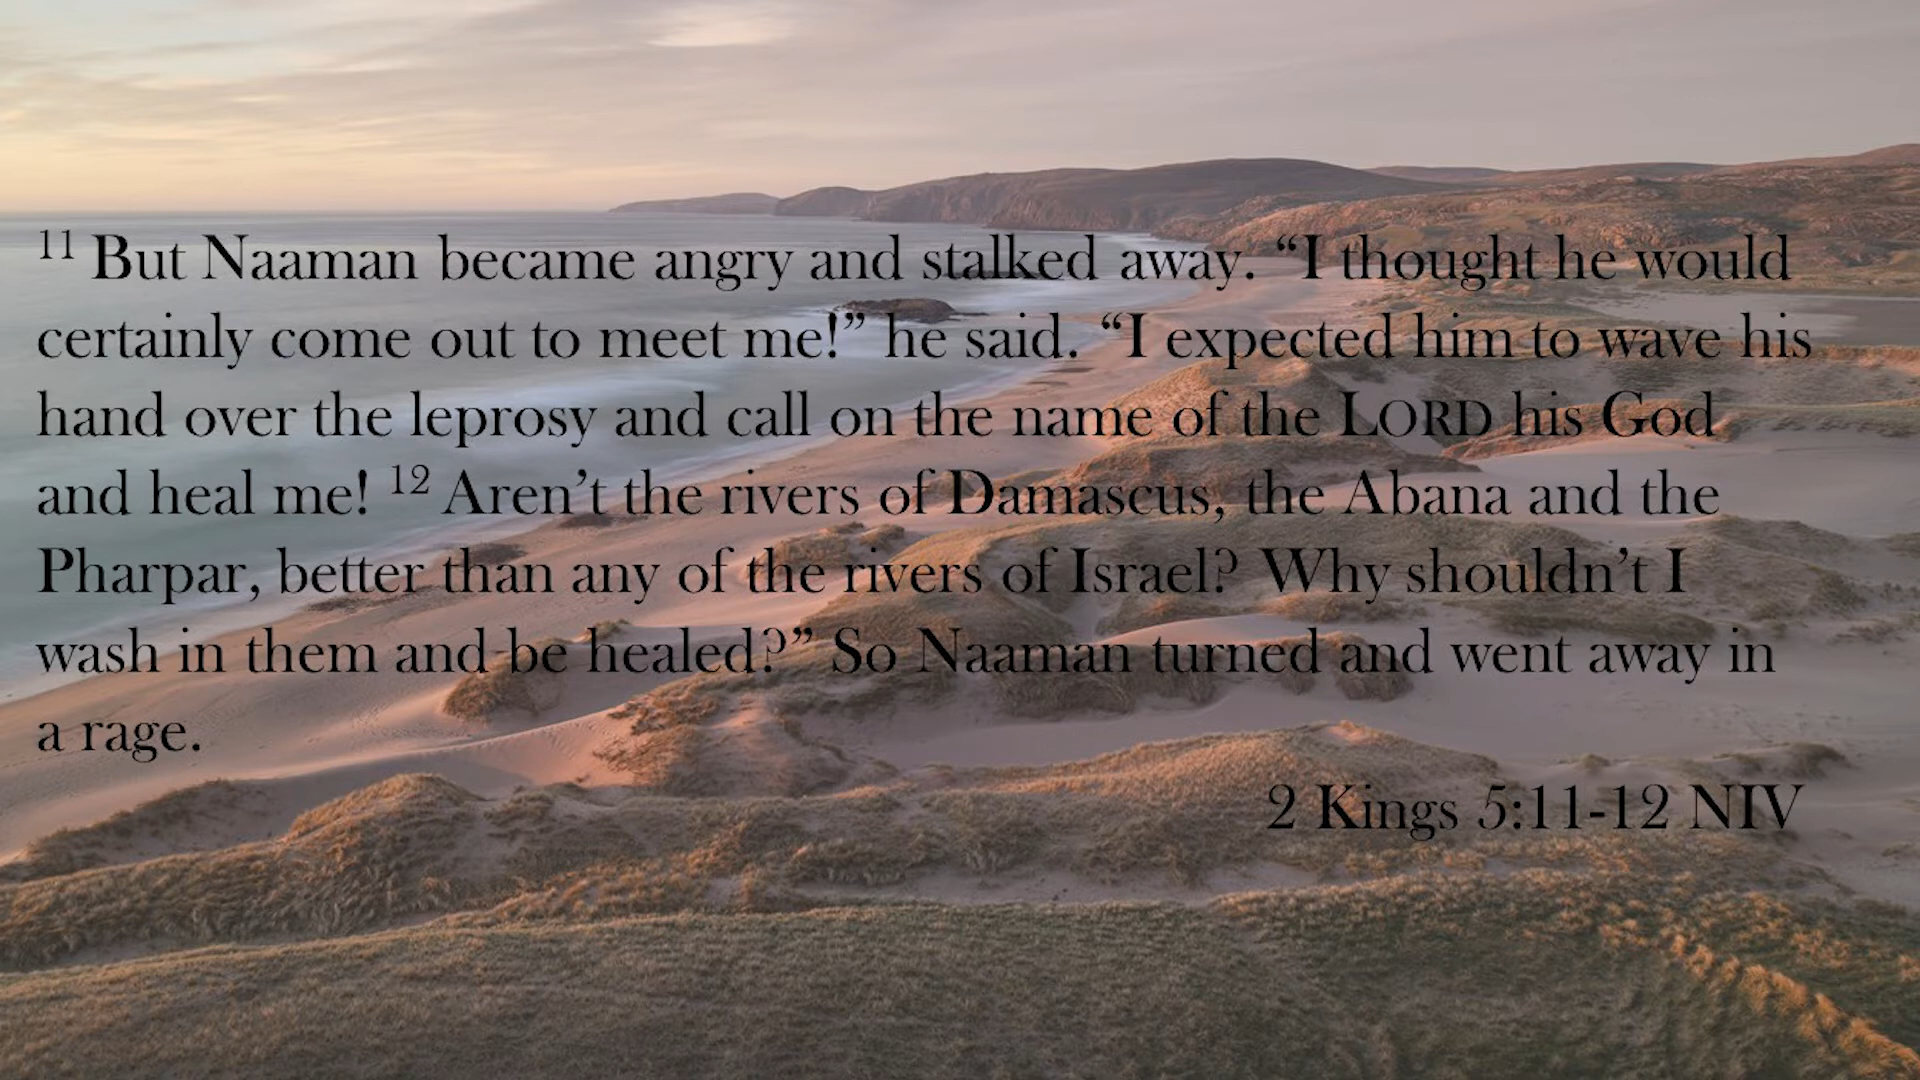 11 But Naaman became angry and stalked away. “I thought he would
certainly come out to meet me!” he said. “I expected him to wave his
hand over the leprosy and call on the name of the LORD his God
and heal me! 12 Aren’t the rivers of Damascus, the Abana and the
Pharpar, better than any of the rivers of Israel? Why shouldn’t I
wash in them and be healed?” So Naaman turned and went away in
a rage.
2 Kings 5:11-12 NIV